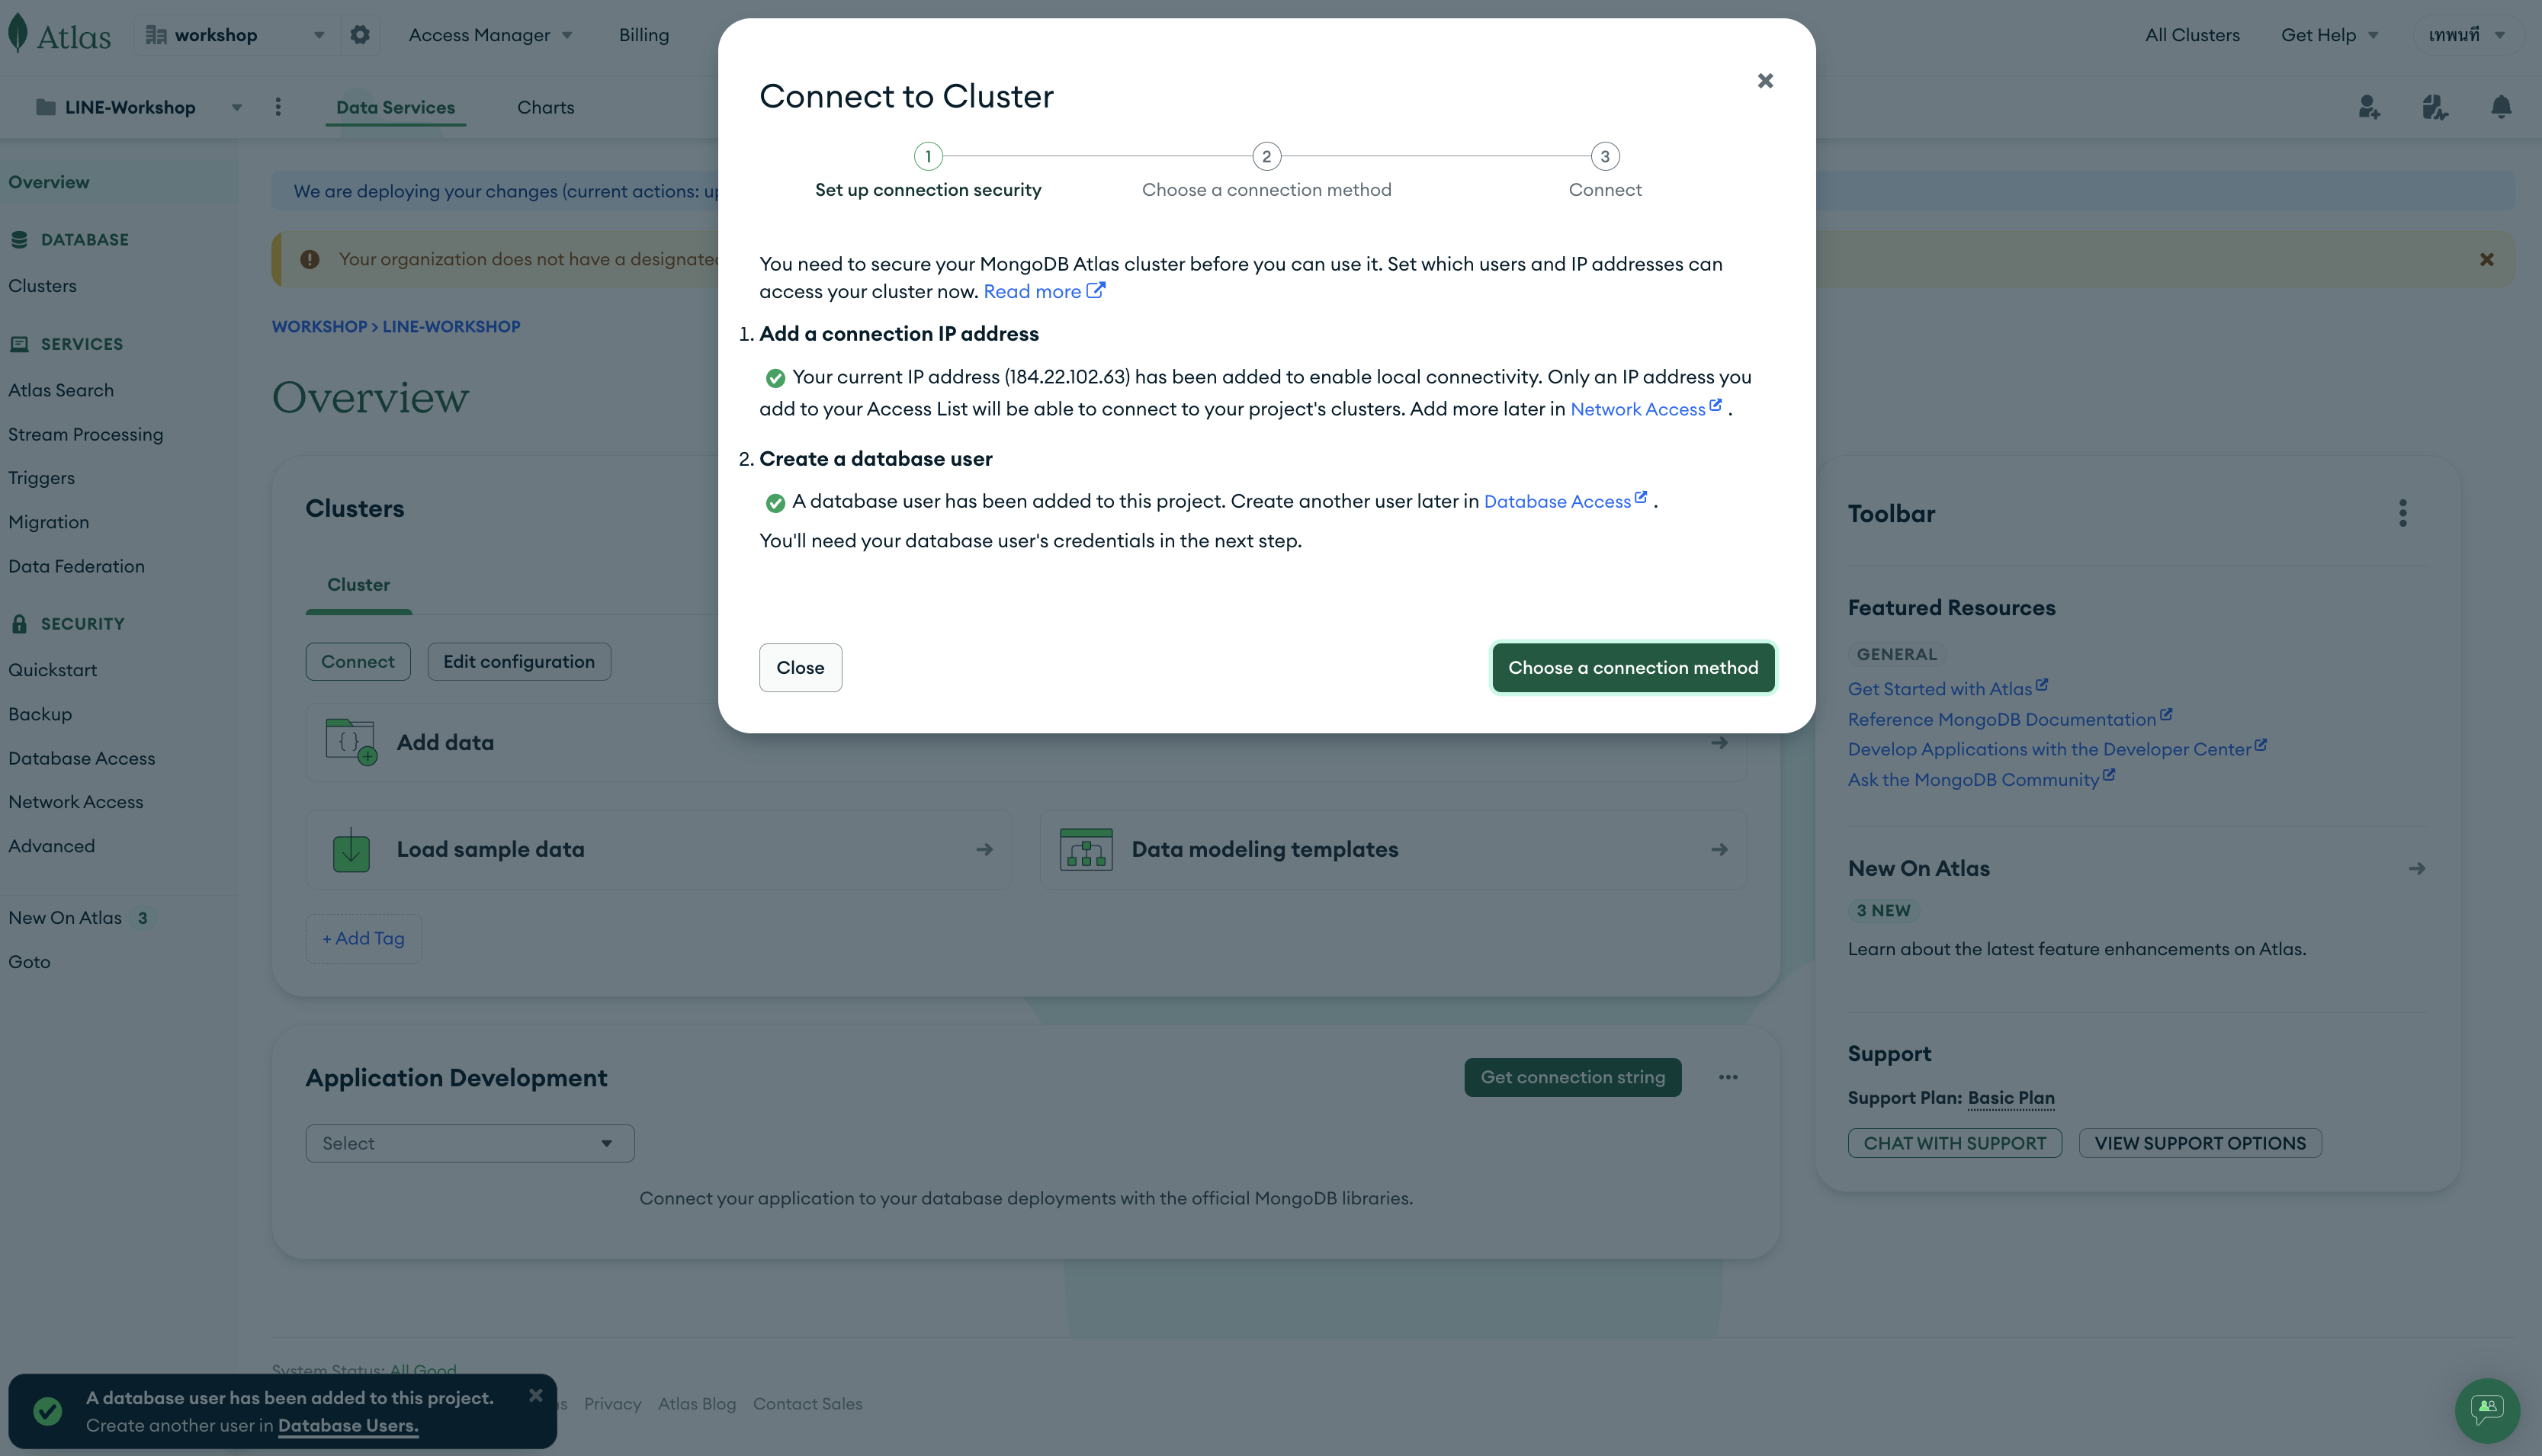 Atlas
workshop
Access Manager
Billing
All Clusters
Get Help
เทพนที
LINE-Workshop
Data Services
Charts
Overview
DATABASE
Clusters
SERVICES
Atlas Search
Stream Processing
Triggers
Migration
Data Federation
SECURITY
Quickstart
Backup
Database Access
Network Access
Advanced
New On Atlas 3
Goto
We are deploying your changes (current actions:
Your organization does not have a designated
WORKSHOP > LINE-WORKSHOP
Overview
Clusters
Cluster
Connect
Edit configuration
Add data
Load sample data
Data modeling templates
+ Add Tag
Application Development
Get connection string
Select
Connect your application to your database deployments with the official MongoDB libraries.
Connect to Cluster
1
2
3
Set up connection security
Choose a connection method
Connect
You need to secure your MongoDB Atlas cluster before you can use it. Set which users and IP addresses can
access your cluster now. Read more
1. Add a connection IP address
Your current IP address (184.22.102.63) has been added to enable local connectivity. Only an IP address you
add to your Access List will be able to connect to your project's clusters. Add more later in Network Access .
2. Create a database user
A database user has been added to this project. Create another user later in Database Access .
You'll need your database user's credentials in the next step.
Close
Choose a connection method
Toolbar
Featured Resources
GENERAL
Get Started with Atlas
Reference MongoDB Documentation
Develop Applications with the Developer Center
Ask the MongoDB Community
New On Atlas
3 NEW
Learn about the latest feature enhancements on Atlas.
Support
Support Plan: Basic Plan
CHAT WITH SUPPORT
VIEW SUPPORT OPTIONS
System Status: All Good
Privacy
Atlas Blog
Contact Sales
A database user has been added to this project.
Create another user in Database Users.